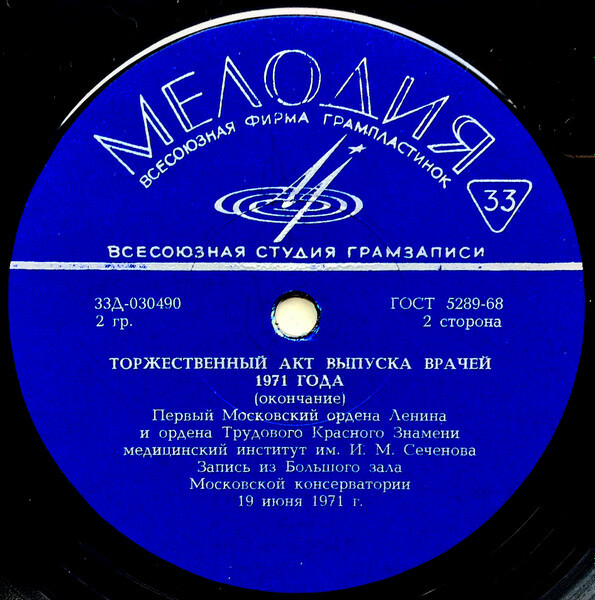 МЕЛОДИЯ
ВСЕСОЮЗНАЯ ФИРМА ГРАМПЛАСТИНОК
33
ВСЕСОЮЗНАЯ СТУДИЯ ГРАМЗАПИСИ
33Д-030490
ГОСТ 5289-68
2 гр.
2 сторона
ТОРЖЕСТВЕННЫЙ АКТ ВЫПУСКА ВРАЧЕЙ
1971 ГОДА
(окончание)
Первый Московский ордена Ленина
и ордена Трудового Красного Знамени
медицинский институт им. И. М. Сеченова
Запись из Большого зала
Московской консерватории
19 июня 1971 г.